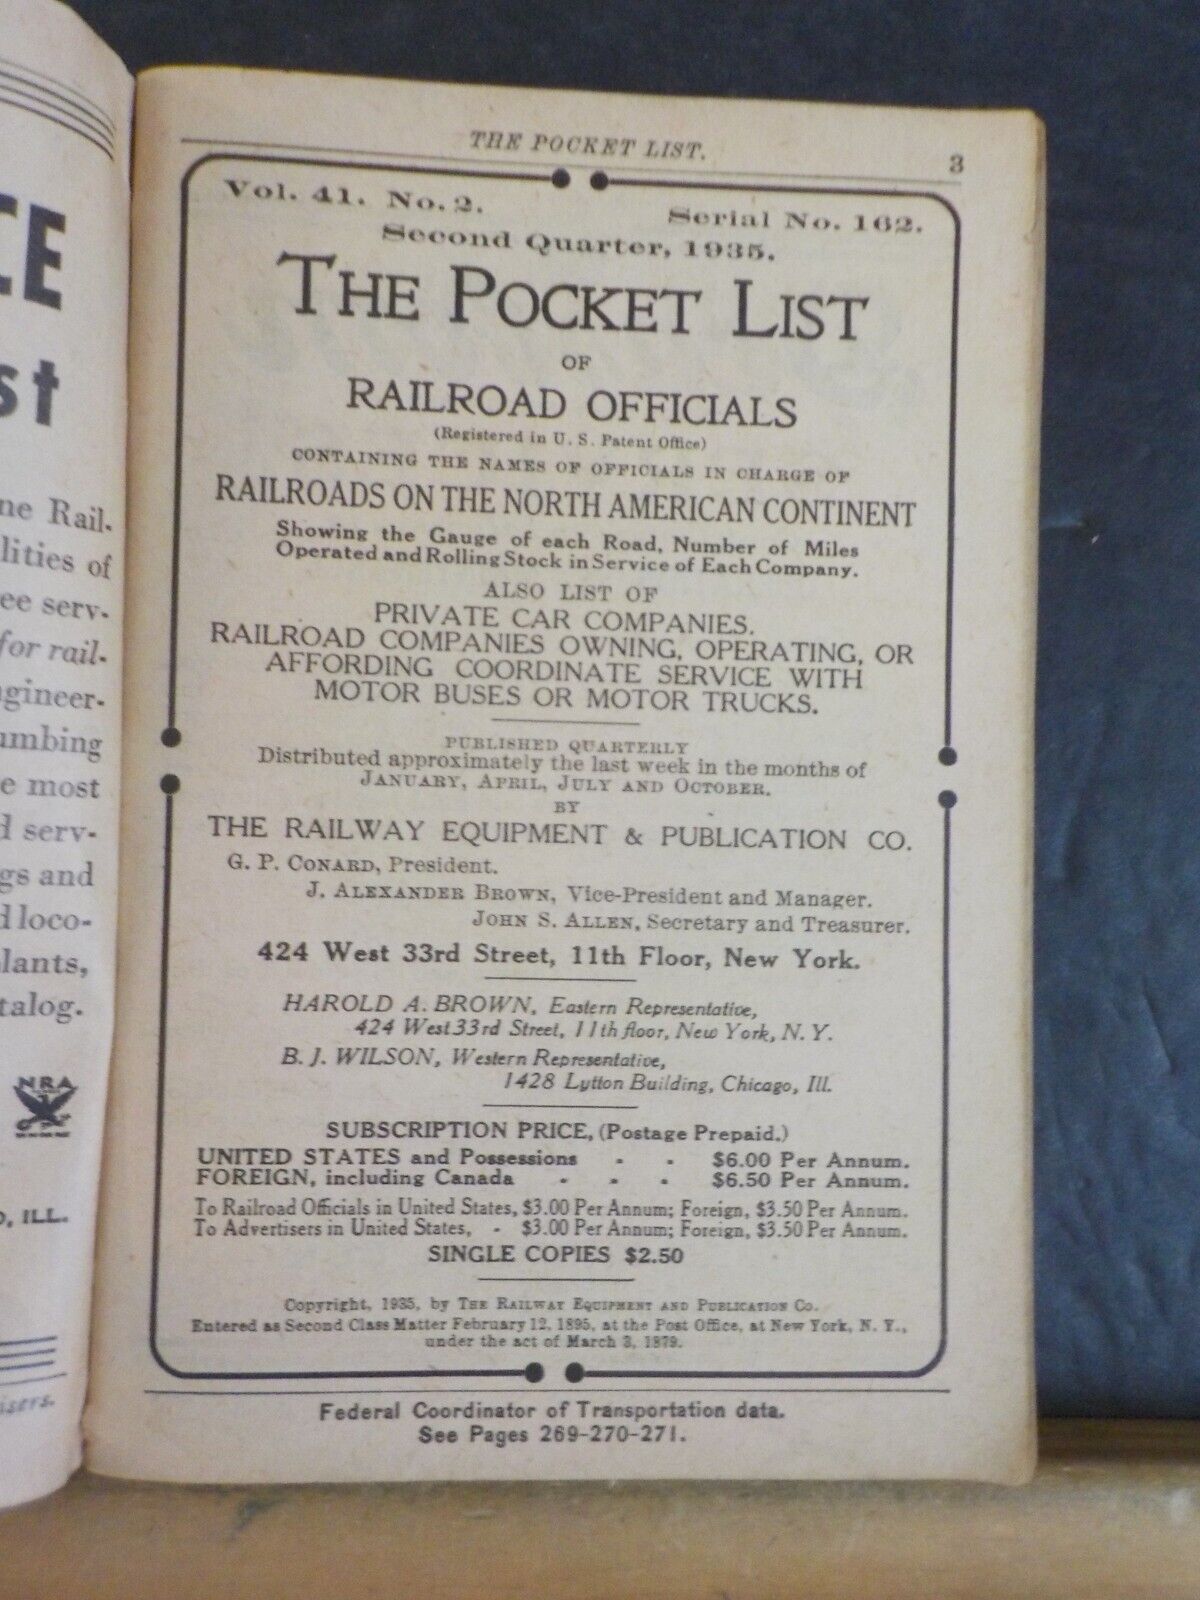 CE
st
ne Rail-
lities of
ee serv-
for rail-
ngineer-
umbing
e most
d serv-
gs and
d loco-
lants,
talog.
NRA
, ILL.
isers.
THE POCKET LIST.
3
Vol. 41. No. 2.
Serial No. 162.
Second Quarter, 1935.
THE POCKET LIST
OF
RAILROAD OFFICIALS
(Registered in U. S. Patent Office)
CONTAINING THE NAMES OF OFFICIALS IN CHARGE OF
RAILROADS ON THE NORTH AMERICAN CONTINENT
Showing the Gauge of each Road, Number of Miles
Operated and Rolling Stock in Service of Each Company.
ALSO LIST OF
PRIVATE CAR COMPANIES.
RAILROAD COMPANIES OWNING, OPERATING, OR
AFFORDING COORDINATE SERVICE WITH
MOTOR BUSES OR MOTOR TRUCKS.
PUBLISHED QUARTERLY
Distributed approximately the last week in the months of
JANUARY, APRIL, JULY AND OCTOBER.
BY
THE RAILWAY EQUIPMENT & PUBLICATION CO.
G. P. CONARD, President.
J. ALEXANDER BROWN, Vice-President and Manager.
JOHN S. ALLEN, Secretary and Treasurer.
424 West 33rd Street, 11th Floor, New York.
HAROLD A. BROWN, Eastern Representative,
424 West 33rd Street, 11th floor, New York, N. Y.
B. J. WILSON, Western Representative,
1428 Lytton Building, Chicago, Ill.
SUBSCRIPTION PRICE, (Postage Prepaid.)
UNITED STATES and Possessions - - $6.00 Per Annum.
FOREIGN, including Canada - - - $6.50 Per Annum.
To Railroad Officials in United States, $3.00 Per Annum; Foreign, $3.50 Per Annum.
To Advertisers in United States, - $3.00 Per Annum; Foreign, $3.50 Per Annum.
SINGLE COPIES $2.50
Copyright, 1935, by THE RAILWAY EQUIPMENT AND PUBLICATION CO.
Entered as Second Class Matter February 12, 1895, at the Post Office, at New York, N. Y.,
under the act of March 3, 1879.
Federal Coordinator of Transportation data.
See Pages 269-270-271.